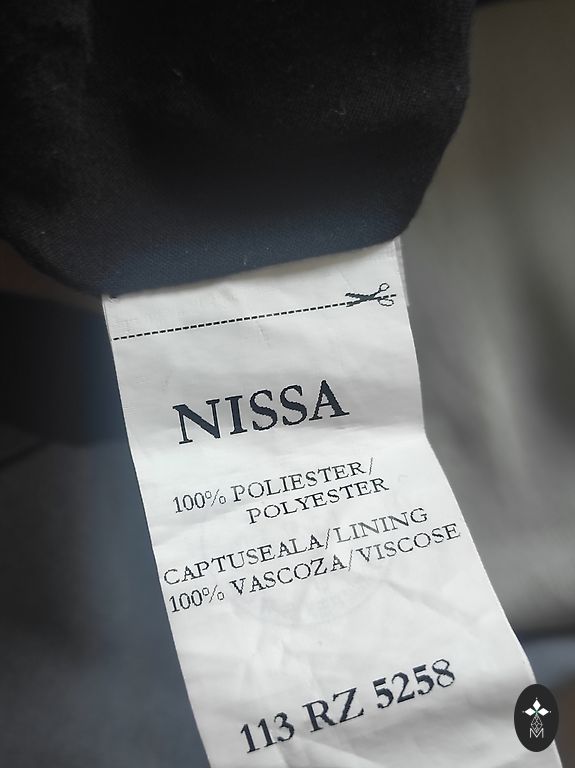 NISSA
100% POLIESTER/
POLYESTER
CAPTUSEALA/LINING
100% VASCOZA/VISCOSE
113 RZ 5258
M